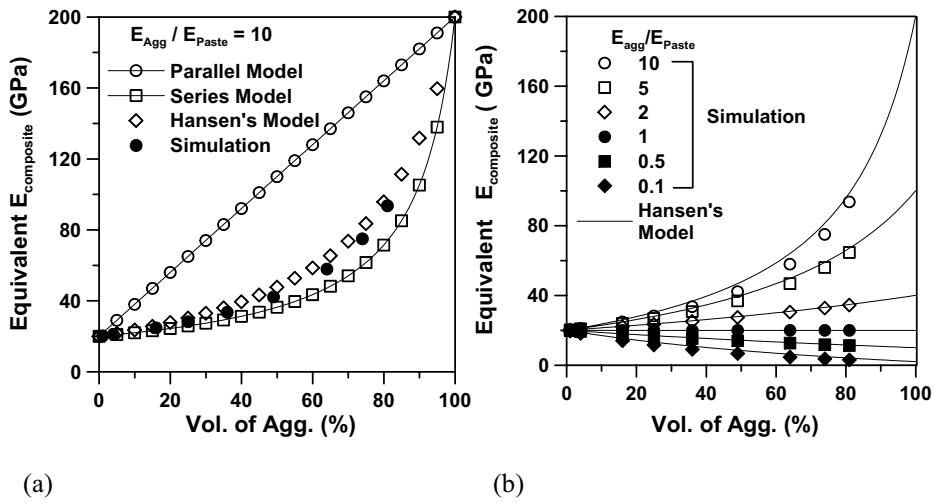 200
160
120
80
40
0
Equivalent E_composite (GPa)
E_Agg / E_Paste = 10
Parallel Model
Series Model
Hansen's Model
Simulation
0 20 40 60 80 100
Vol. of Agg. (%)
(a)
200
160
120
80
40
0
Equivalent E_composite ( GPa)
E_agg/E_Paste
10
5
2
1
0.5
0.1
Simulation
Hansen's
Model
0 20 40 60 80 100
Vol. of Agg. (%)
(b)